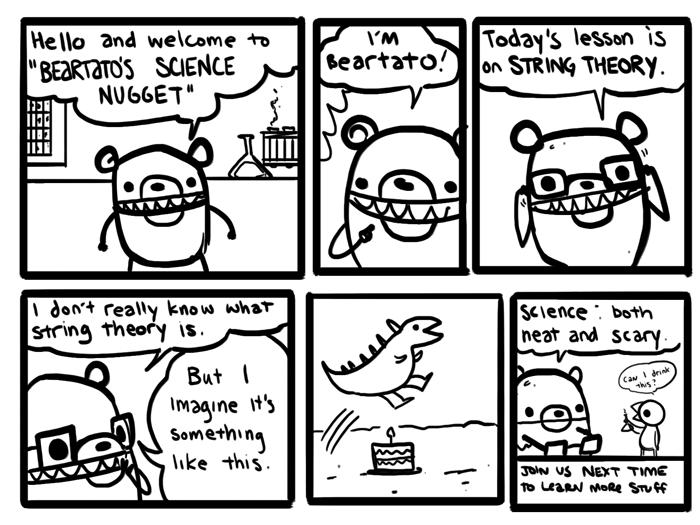 Hello and welcome to
"BEARTATO'S SCIENCE
NUGGET"
I'M
Beartato!
Today's lesson is
on STRING THEORY.
I don't really know what
string theory is.
But I
imagine it's
something
like this.
Science: both
neat and scary.
Can I drink
this?
JOIN US NEXT TIME
TO LEARN MORE STUFF